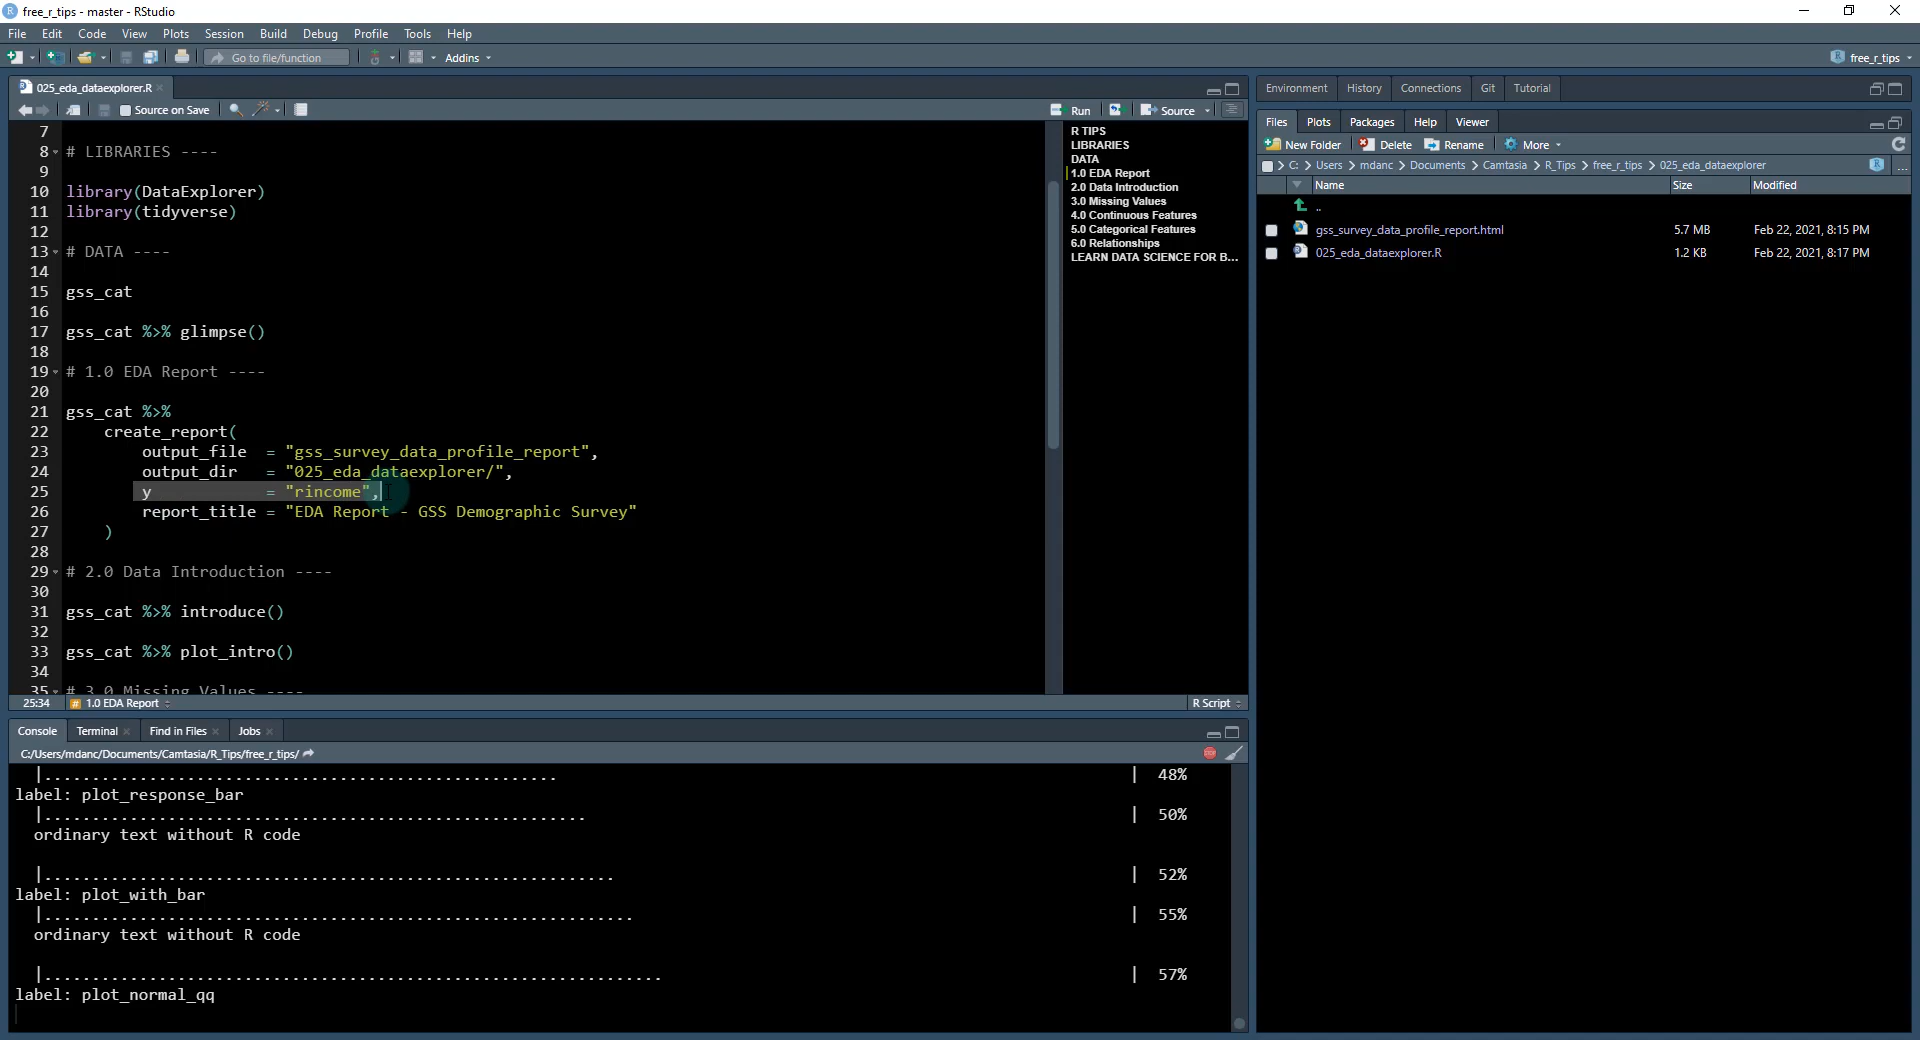 free_r_tips - master - RStudio
File Edit Code View Plots Session Build Debug Profile Tools Help
Go to file/function Addins free_r_tips
025_eda_dataexplorer.R
Source on Save Run Source
7
8 # LIBRARIES ----
9
10 library(DataExplorer)
11 library(tidyverse)
12
13 # DATA ----
14
15 gss_cat
16
17 gss_cat %>% glimpse()
18
19 # 1.0 EDA Report ----
20
21 gss_cat %>%
22 create_report(
23 output_file = "gss_survey_data_profile_report",
24 output_dir = "025_eda_dataexplorer/",
25 y = "rincome",
26 report_title = "EDA Report - GSS Demographic Survey"
27 )
28
29 # 2.0 Data Introduction ----
30
31 gss_cat %>% introduce()
32
33 gss_cat %>% plot_intro()
34
35 # 3.0 Missing Values ----
R TIPS
LIBRARIES
DATA
1.0 EDA Report
2.0 Data Introduction
3.0 Missing Values
4.0 Continuous Features
5.0 Categorical Features
6.0 Relationships
LEARN DATA SCIENCE FOR B...
25:34 # 1.0 EDA Report R Script
Console Terminal Find in Files Jobs
C:/Users/mdanc/Documents/Camtasia/R_Tips/free_r_tips/
|...................................................... | 48%
label: plot_response_bar
|......................................................... | 50%
ordinary text without R code
|............................................................ | 52%
label: plot_with_bar
|.............................................................. | 55%
ordinary text without R code
|................................................................. | 57%
label: plot_normal_qq
Environment History Connections Git Tutorial
Files Plots Packages Help Viewer
New Folder Delete Rename More
C: > Users > mdanc > Documents > Camtasia > R_Tips > free_r_tips > 025_eda_dataexplorer ...
Name Size Modified
..
gss_survey_data_profile_report.html 5.7 MB Feb 22, 2021, 8:15 PM
025_eda_dataexplorer.R 1.2 KB Feb 22, 2021, 8:17 PM